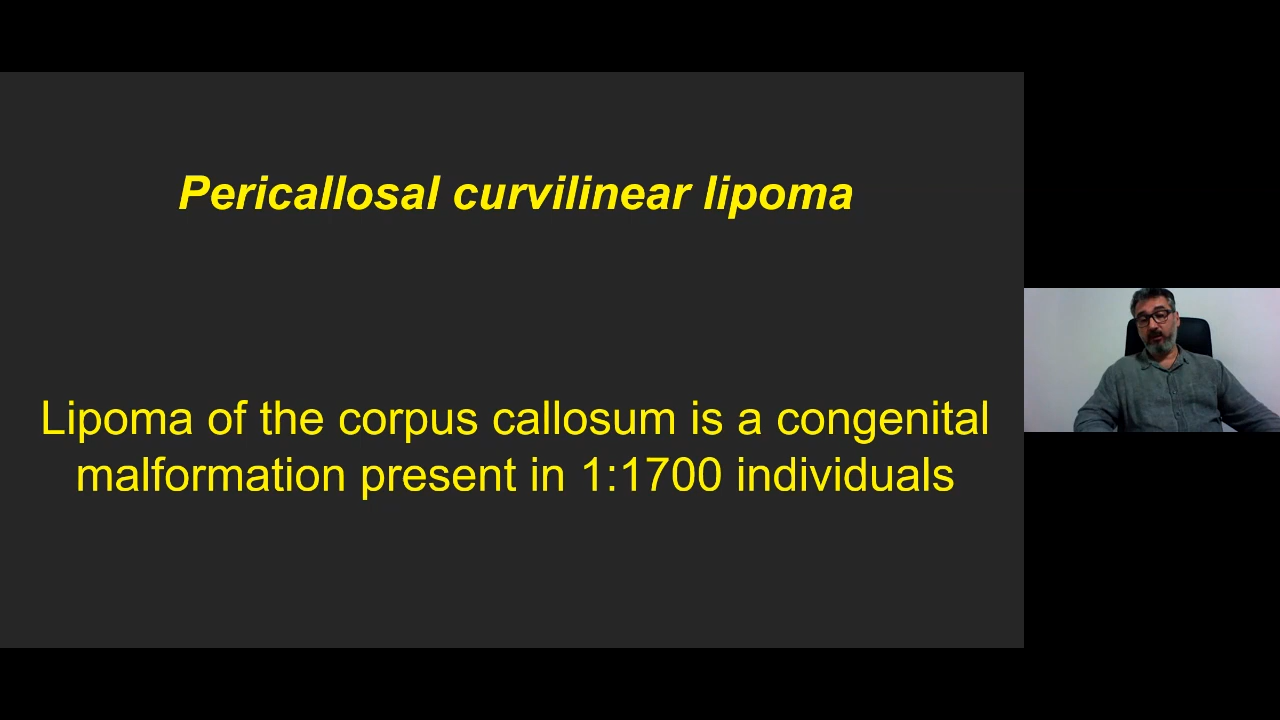 Pericallosal curvilinear lipoma
Lipoma of the corpus callosum is a congenital
malformation present in 1:1700 individuals